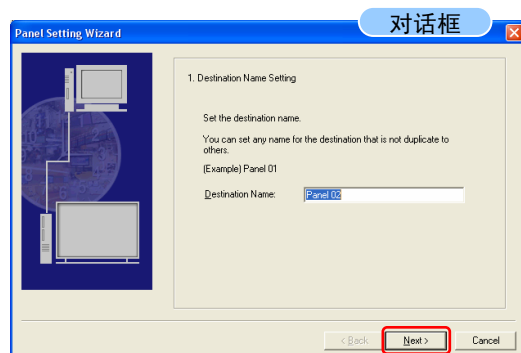 对话框
Panel Setting Wizard
1. Destination Name Setting
Set the destination name.
You can set any name for the destination that is not duplicate to
others.
(Example) Panel 01
Destination Name: Panel 02
< Back Next > Cancel